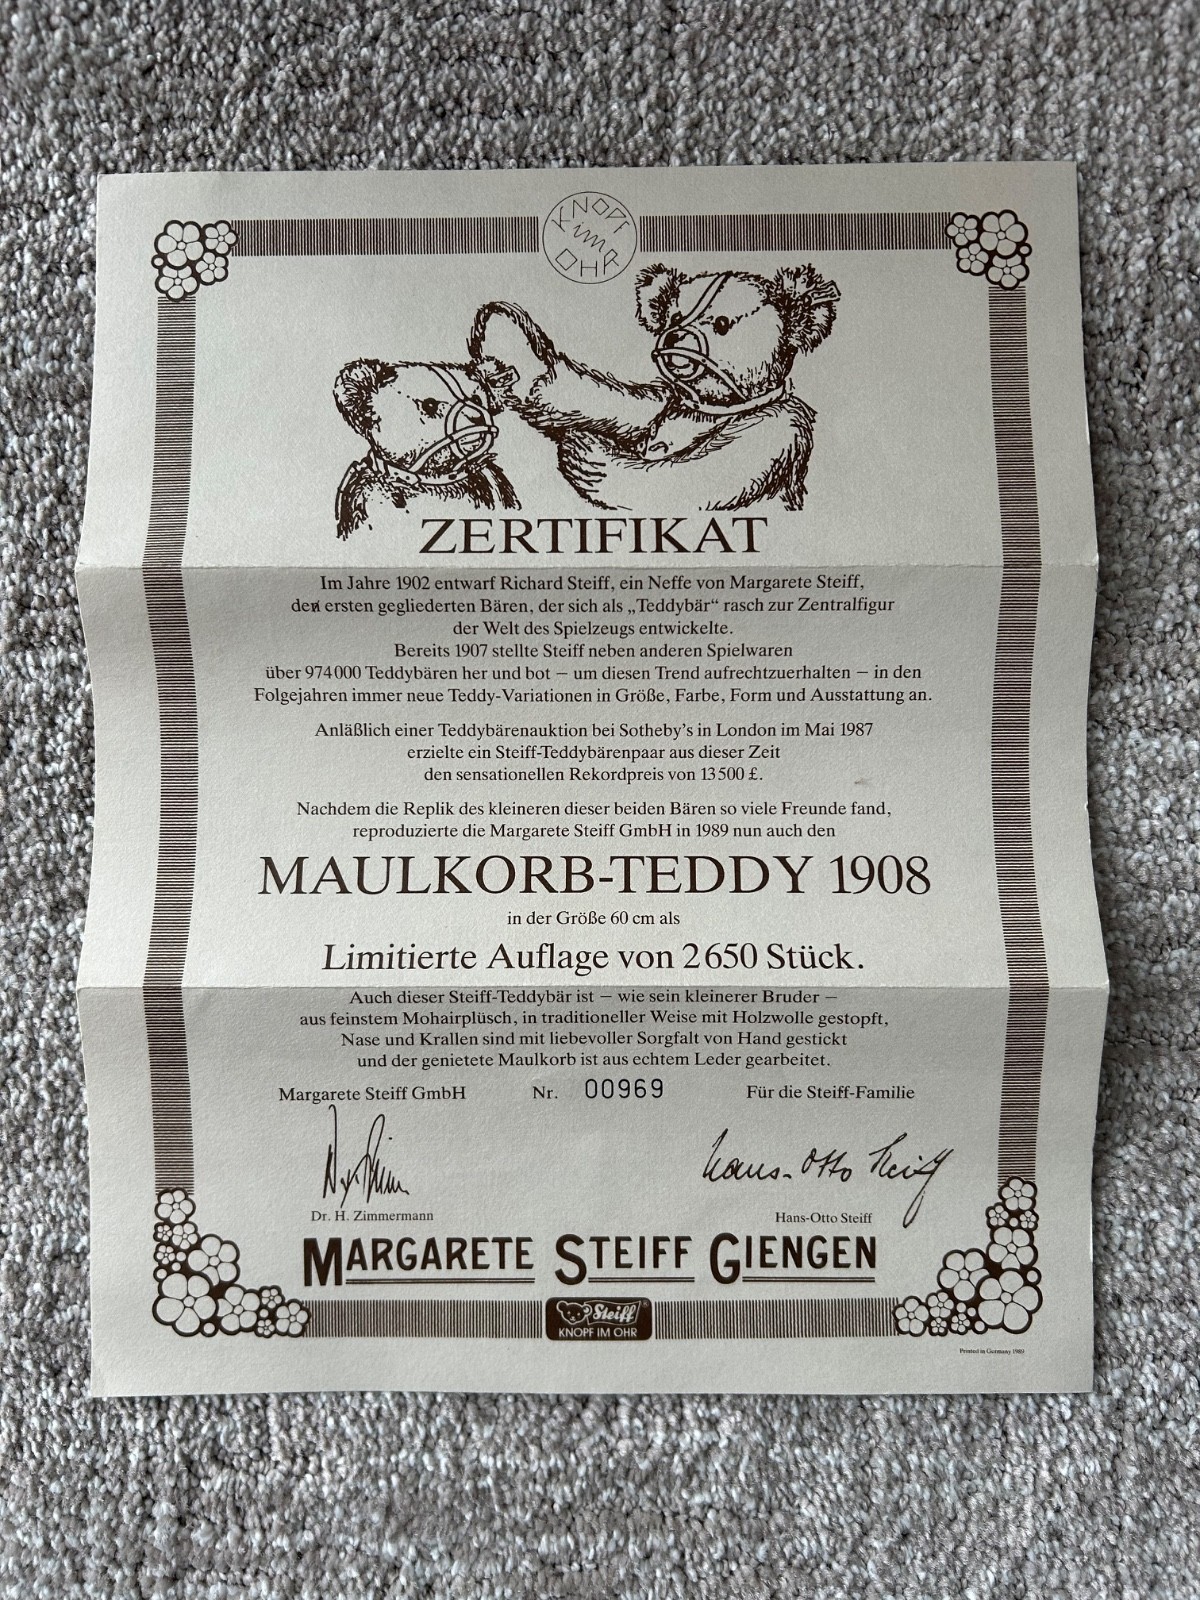 KNOPF
im
OHR
ZERTIFIKAT
Im Jahre 1902 entwarf Richard Steiff, ein Neffe von Margarete Steiff,
den ersten gegliederten Bären, der sich als „Teddybär“ rasch zur Zentralfigur
der Welt des Spielzeugs entwickelte.
Bereits 1907 stellte Steiff neben anderen Spielwaren
über 974000 Teddybären her und bot – um diesen Trend aufrechtzuerhalten – in den
Folgejahren immer neue Teddy-Variationen in Größe, Farbe, Form und Ausstattung an.
Anläßlich einer Teddybärenauktion bei Sotheby's in London im Mai 1987
erzielte ein Steiff-Teddybärenpaar aus dieser Zeit
den sensationellen Rekordpreis von 13500 £.
Nachdem die Replik des kleineren dieser beiden Bären so viele Freunde fand,
reproduzierte die Margarete Steiff GmbH in 1989 nun auch den
MAULKORB-TEDDY 1908
in der Größe 60 cm als
Limitierte Auflage von 2650 Stück.
Auch dieser Steiff-Teddybär ist – wie sein kleinerer Bruder –
aus feinstem Mohairplüsch, in traditioneller Weise mit Holzwolle gestopft,
Nase und Krallen sind mit liebevoller Sorgfalt von Hand gestickt
und der genietete Maulkorb ist aus echtem Leder gearbeitet.
Margarete Steiff GmbH Nr. 00969 Für die Steiff-Familie
Hans-Otto Steiff
Dr. H. Zimmermann Hans-Otto Steiff
MARGARETE STEIFF GIENGEN
Steiff®
KNOPF IM OHR
Printed in Germany 1989